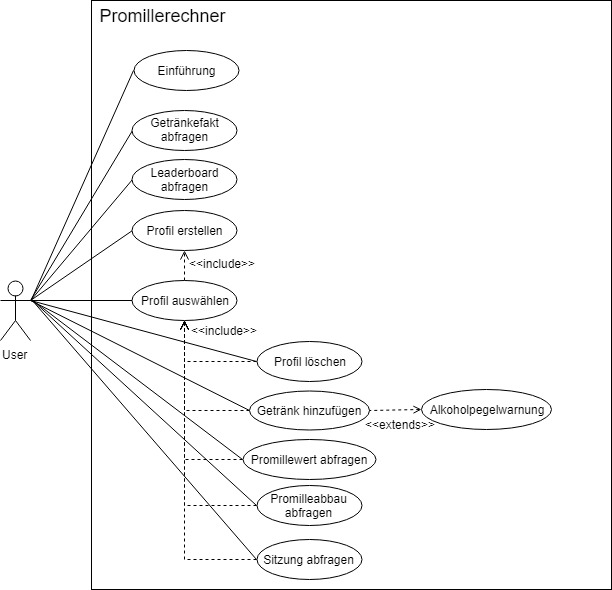 Promillerechner
Einführung
Getränkefakt
abfragen
Leaderboard
abfragen
Profil erstellen
<<include>>
Profil auswählen
<<include>>
User
Profil löschen
Getränk hinzufügen
Alkoholpegelwarnung
<<extends>>
Promillewert abfragen
Promilleabbau
abfragen
Sitzung abfragen